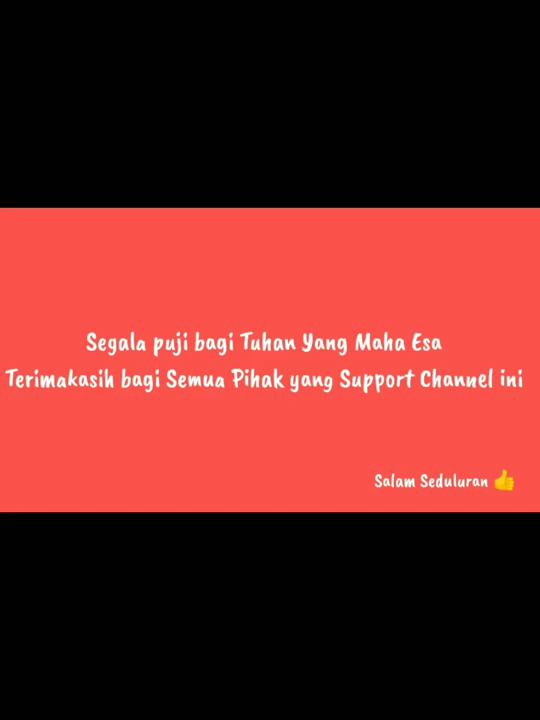 Segala puji bagi Tuhan Yang Maha Esa
Terimakasih bagi Semua Pihak yang Support Channel ini
Salam Seduluran 👍